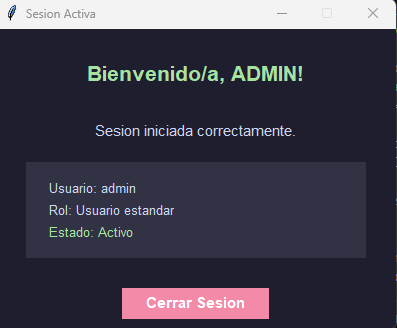 Sesion Activa
Bienvenido/a, ADMIN!
Sesion iniciada correctamente.
Usuario: admin
Rol: Usuario estandar
Estado: Activo
Cerrar Sesion